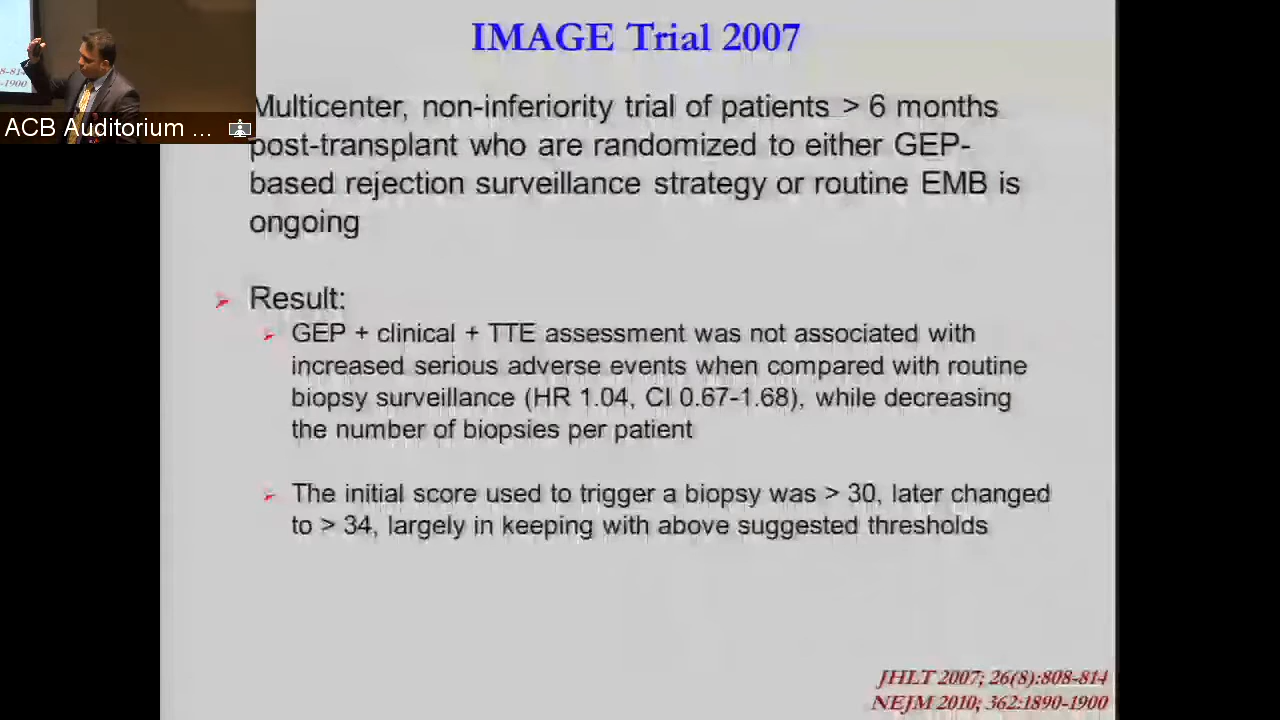 IMAGE Trial 2007
8-814
-1900
ACB Auditorium ...
Multicenter, non-inferiority trial of patients > 6 months
post-transplant who are randomized to either GEP-
based rejection surveillance strategy or routine EMB is
ongoing
Result:
GEP + clinical + TTE assessment was not associated with
increased serious adverse events when compared with routine
biopsy surveillance (HR 1.04, CI 0.67-1.68), while decreasing
the number of biopsies per patient
The initial score used to trigger a biopsy was > 30, later changed
to > 34, largely in keeping with above suggested thresholds
JHLT 2007; 26(8):808-814
NEJM 2010; 362:1890-1900